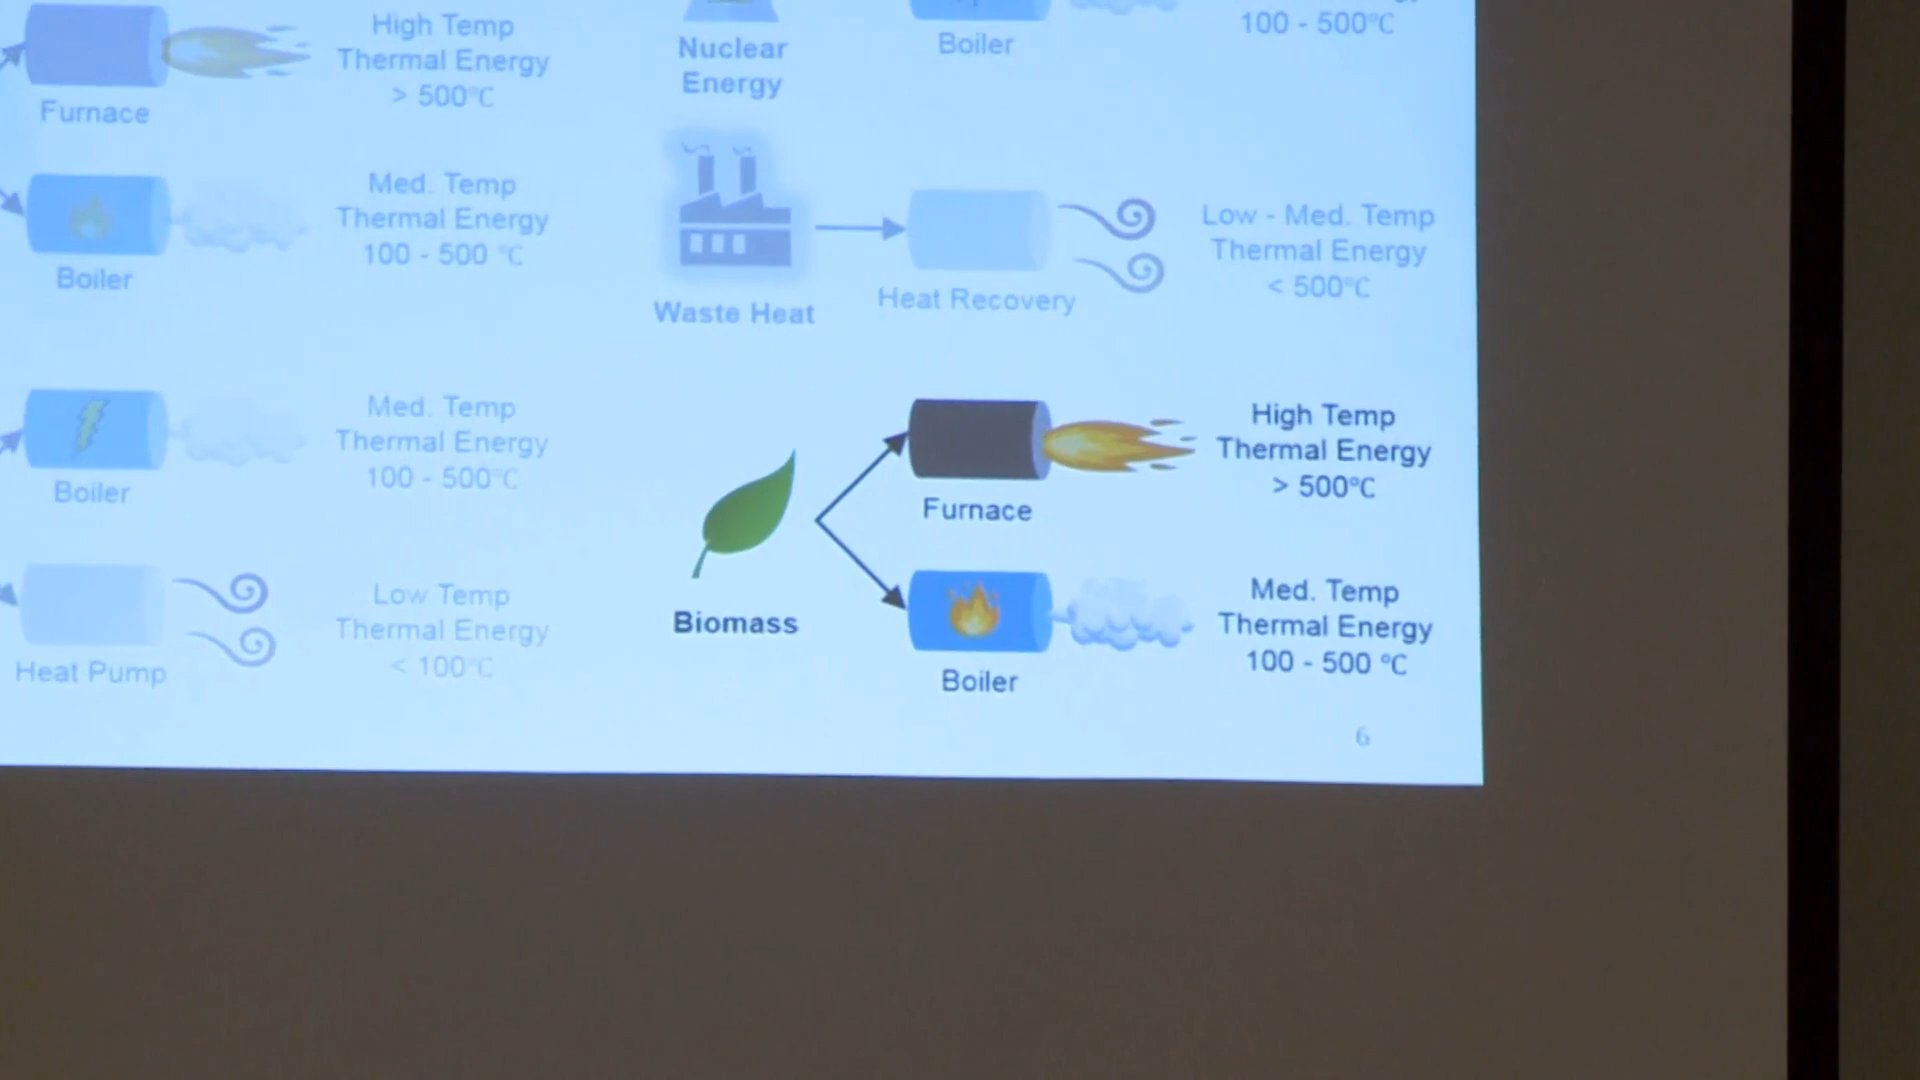 High Temp
Thermal Energy
> 500℃
Furnace
Med. Temp
Thermal Energy
100 - 500 ℃
Boiler
Med. Temp
Thermal Energy
100 - 500℃
Boiler
Low Temp
Thermal Energy
< 100℃
Heat Pump
Nuclear
Energy
Boiler
100 - 500℃
Waste Heat
Heat Recovery
Low - Med. Temp
Thermal Energy
< 500℃
Biomass
Furnace
High Temp
Thermal Energy
> 500℃
Boiler
Med. Temp
Thermal Energy
100 - 500 ℃
6